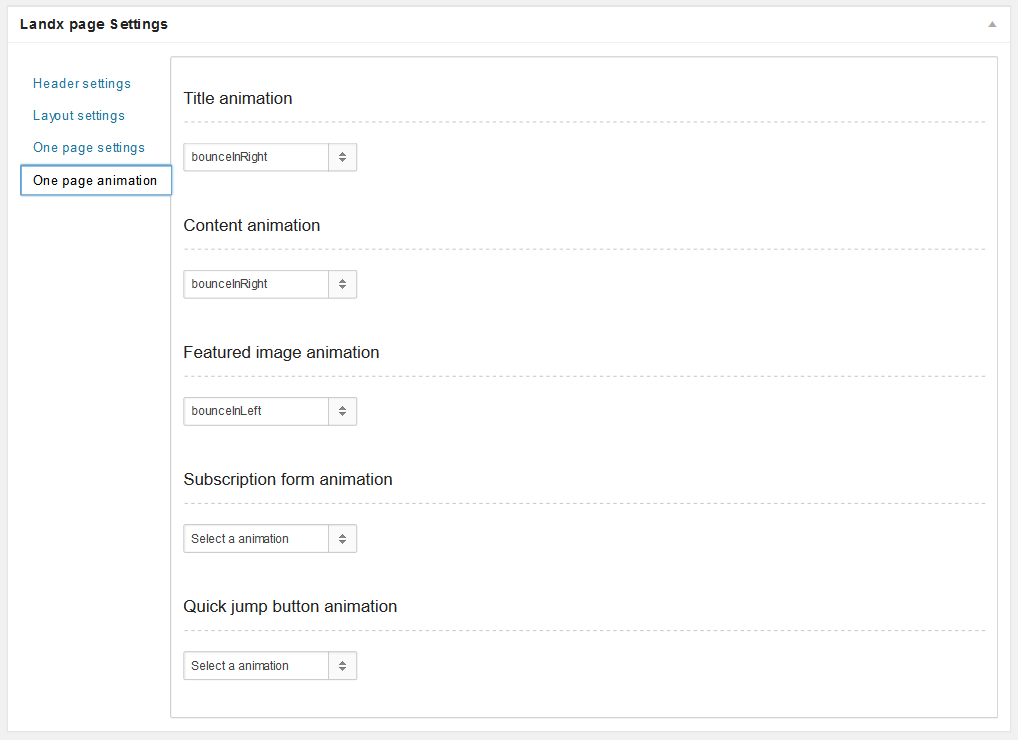 Landx page Settings
Header settings
Layout settings
One page settings
One page animation
Title animation
bounceInRight
Content animation
bounceInRight
Featured image animation
bounceInLeft
Subscription form animation
Select a animation
Quick jump button animation
Select a animation